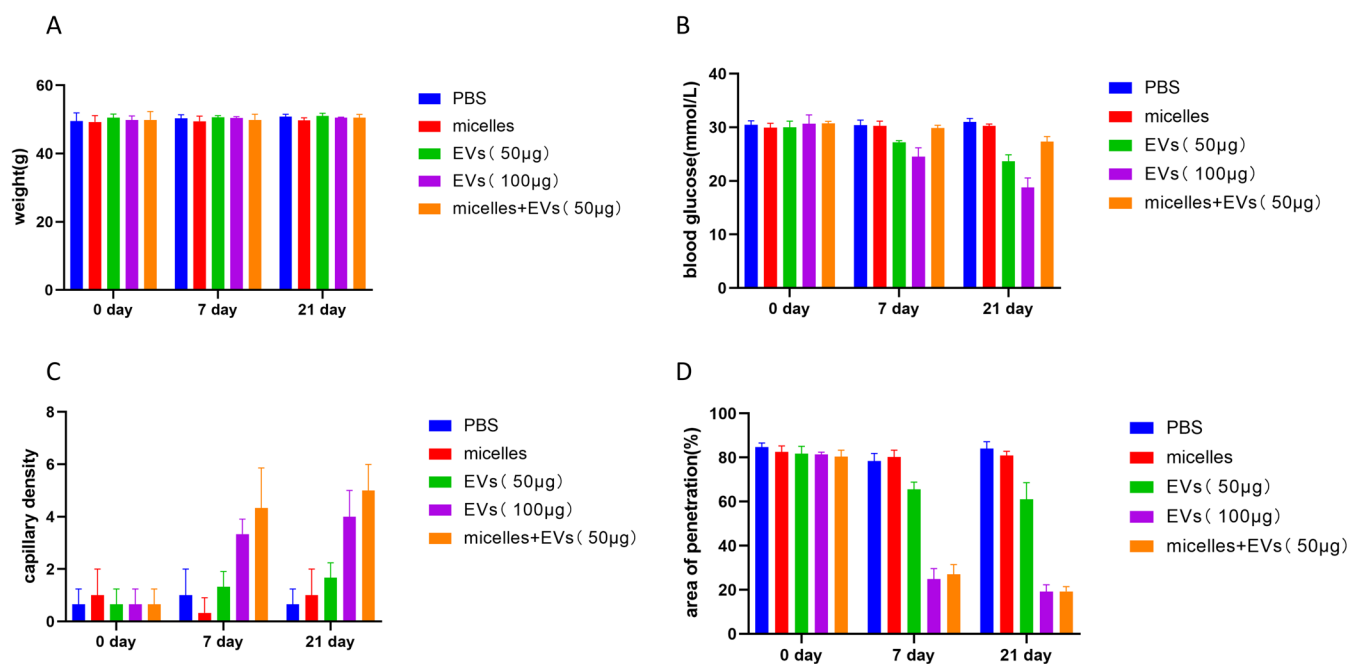 A
weight(g)
60
40
20
0
0 day
7 day
21 day
PBS
micelles
EVs( 50μg)
EVs( 100μg)
micelles+EVs( 50μg)
B
blood glucose(mmol/L)
40
30
20
10
0
0 day
7 day
21 day
PBS
micelles
EVs( 50μg)
EVs( 100μg)
micelles+EVs( 50μg)
C
capillary density
8
6
4
2
0
0 day
7 day
21 day
PBS
micelles
EVs( 50μg)
EVs( 100μg)
micelles+EVs( 50μg)
D
area of penetration(%)
100
80
60
40
20
0
0 day
7 day
21 day
PBS
micelles
EVs( 50μg)
EVs( 100μg)
micelles+EVs( 50μg)